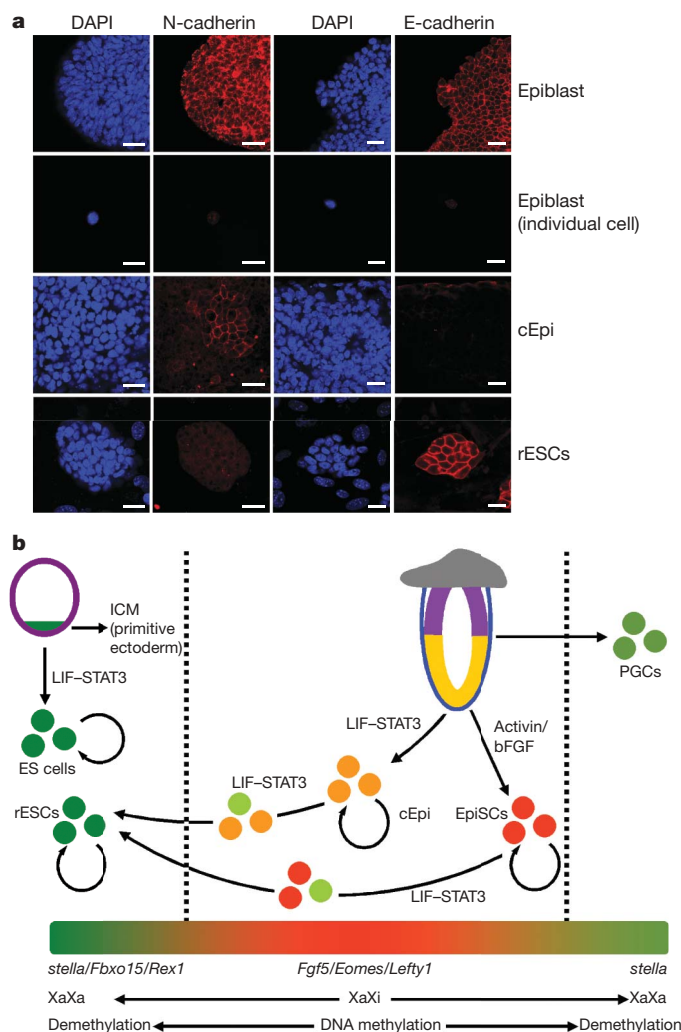 a
DAPI N-cadherin DAPI E-cadherin
Epiblast
Epiblast
(individual cell)
cEpi
rESCs
b
ICM
(primitive
ectoderm)
LIF–STAT3
ES cells
rESCs
LIF–STAT3
LIF–STAT3
cEpi
Activin/
bFGF
EpiSCs
PGCs
LIF–STAT3
stella/Fbxo15/Rex1 Fgf5/Eomes/Lefty1 stella
XaXa XaXi XaXa
Demethylation DNA methylation Demethylation